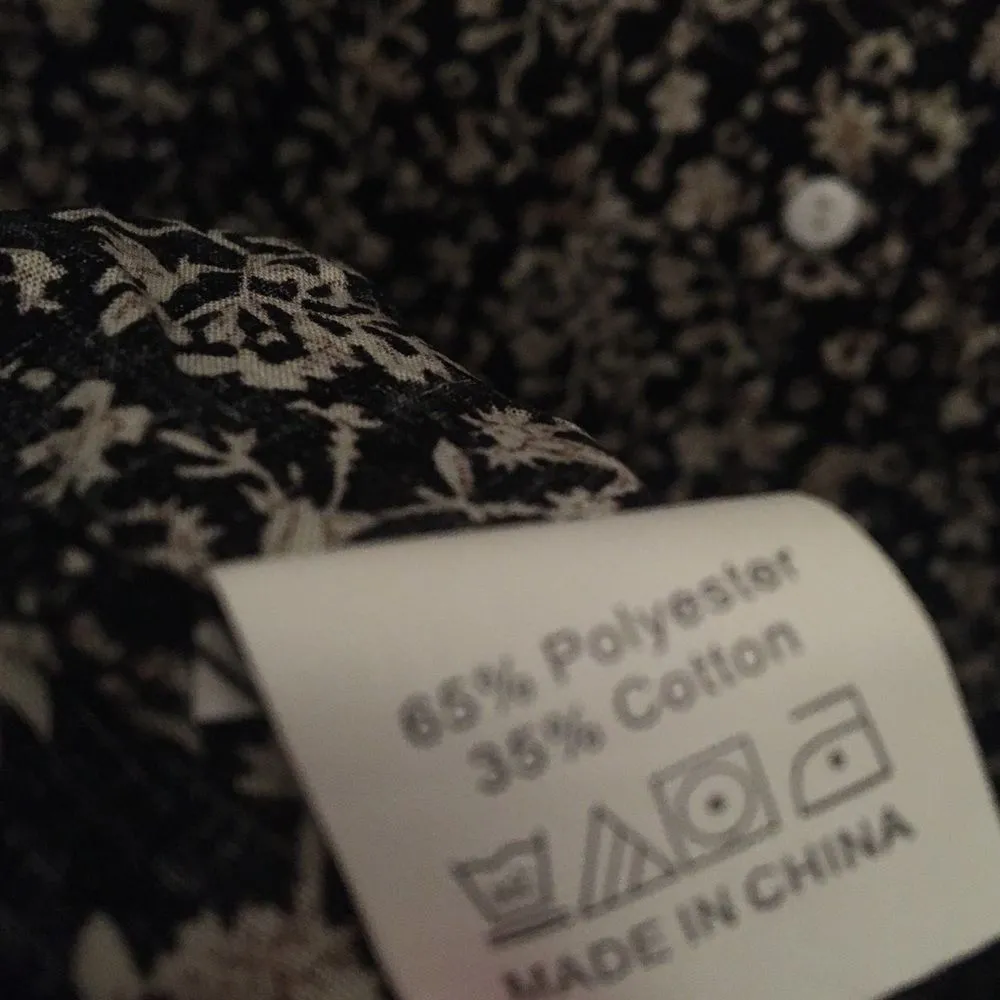 65% Polyester
35% Cotton
MADE IN CHINA